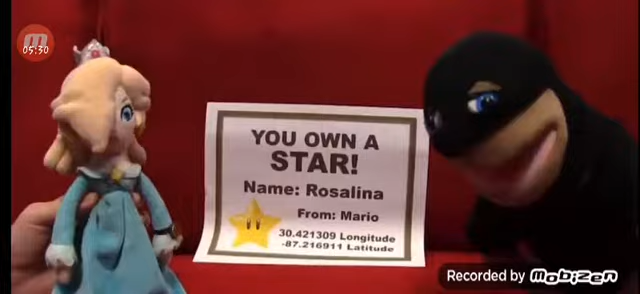 05:30
YOU OWN A
STAR!
Name: Rosalina
From: Mario
30.421309 Longitude
-87.216911 Latitude
Recorded by Mobizen